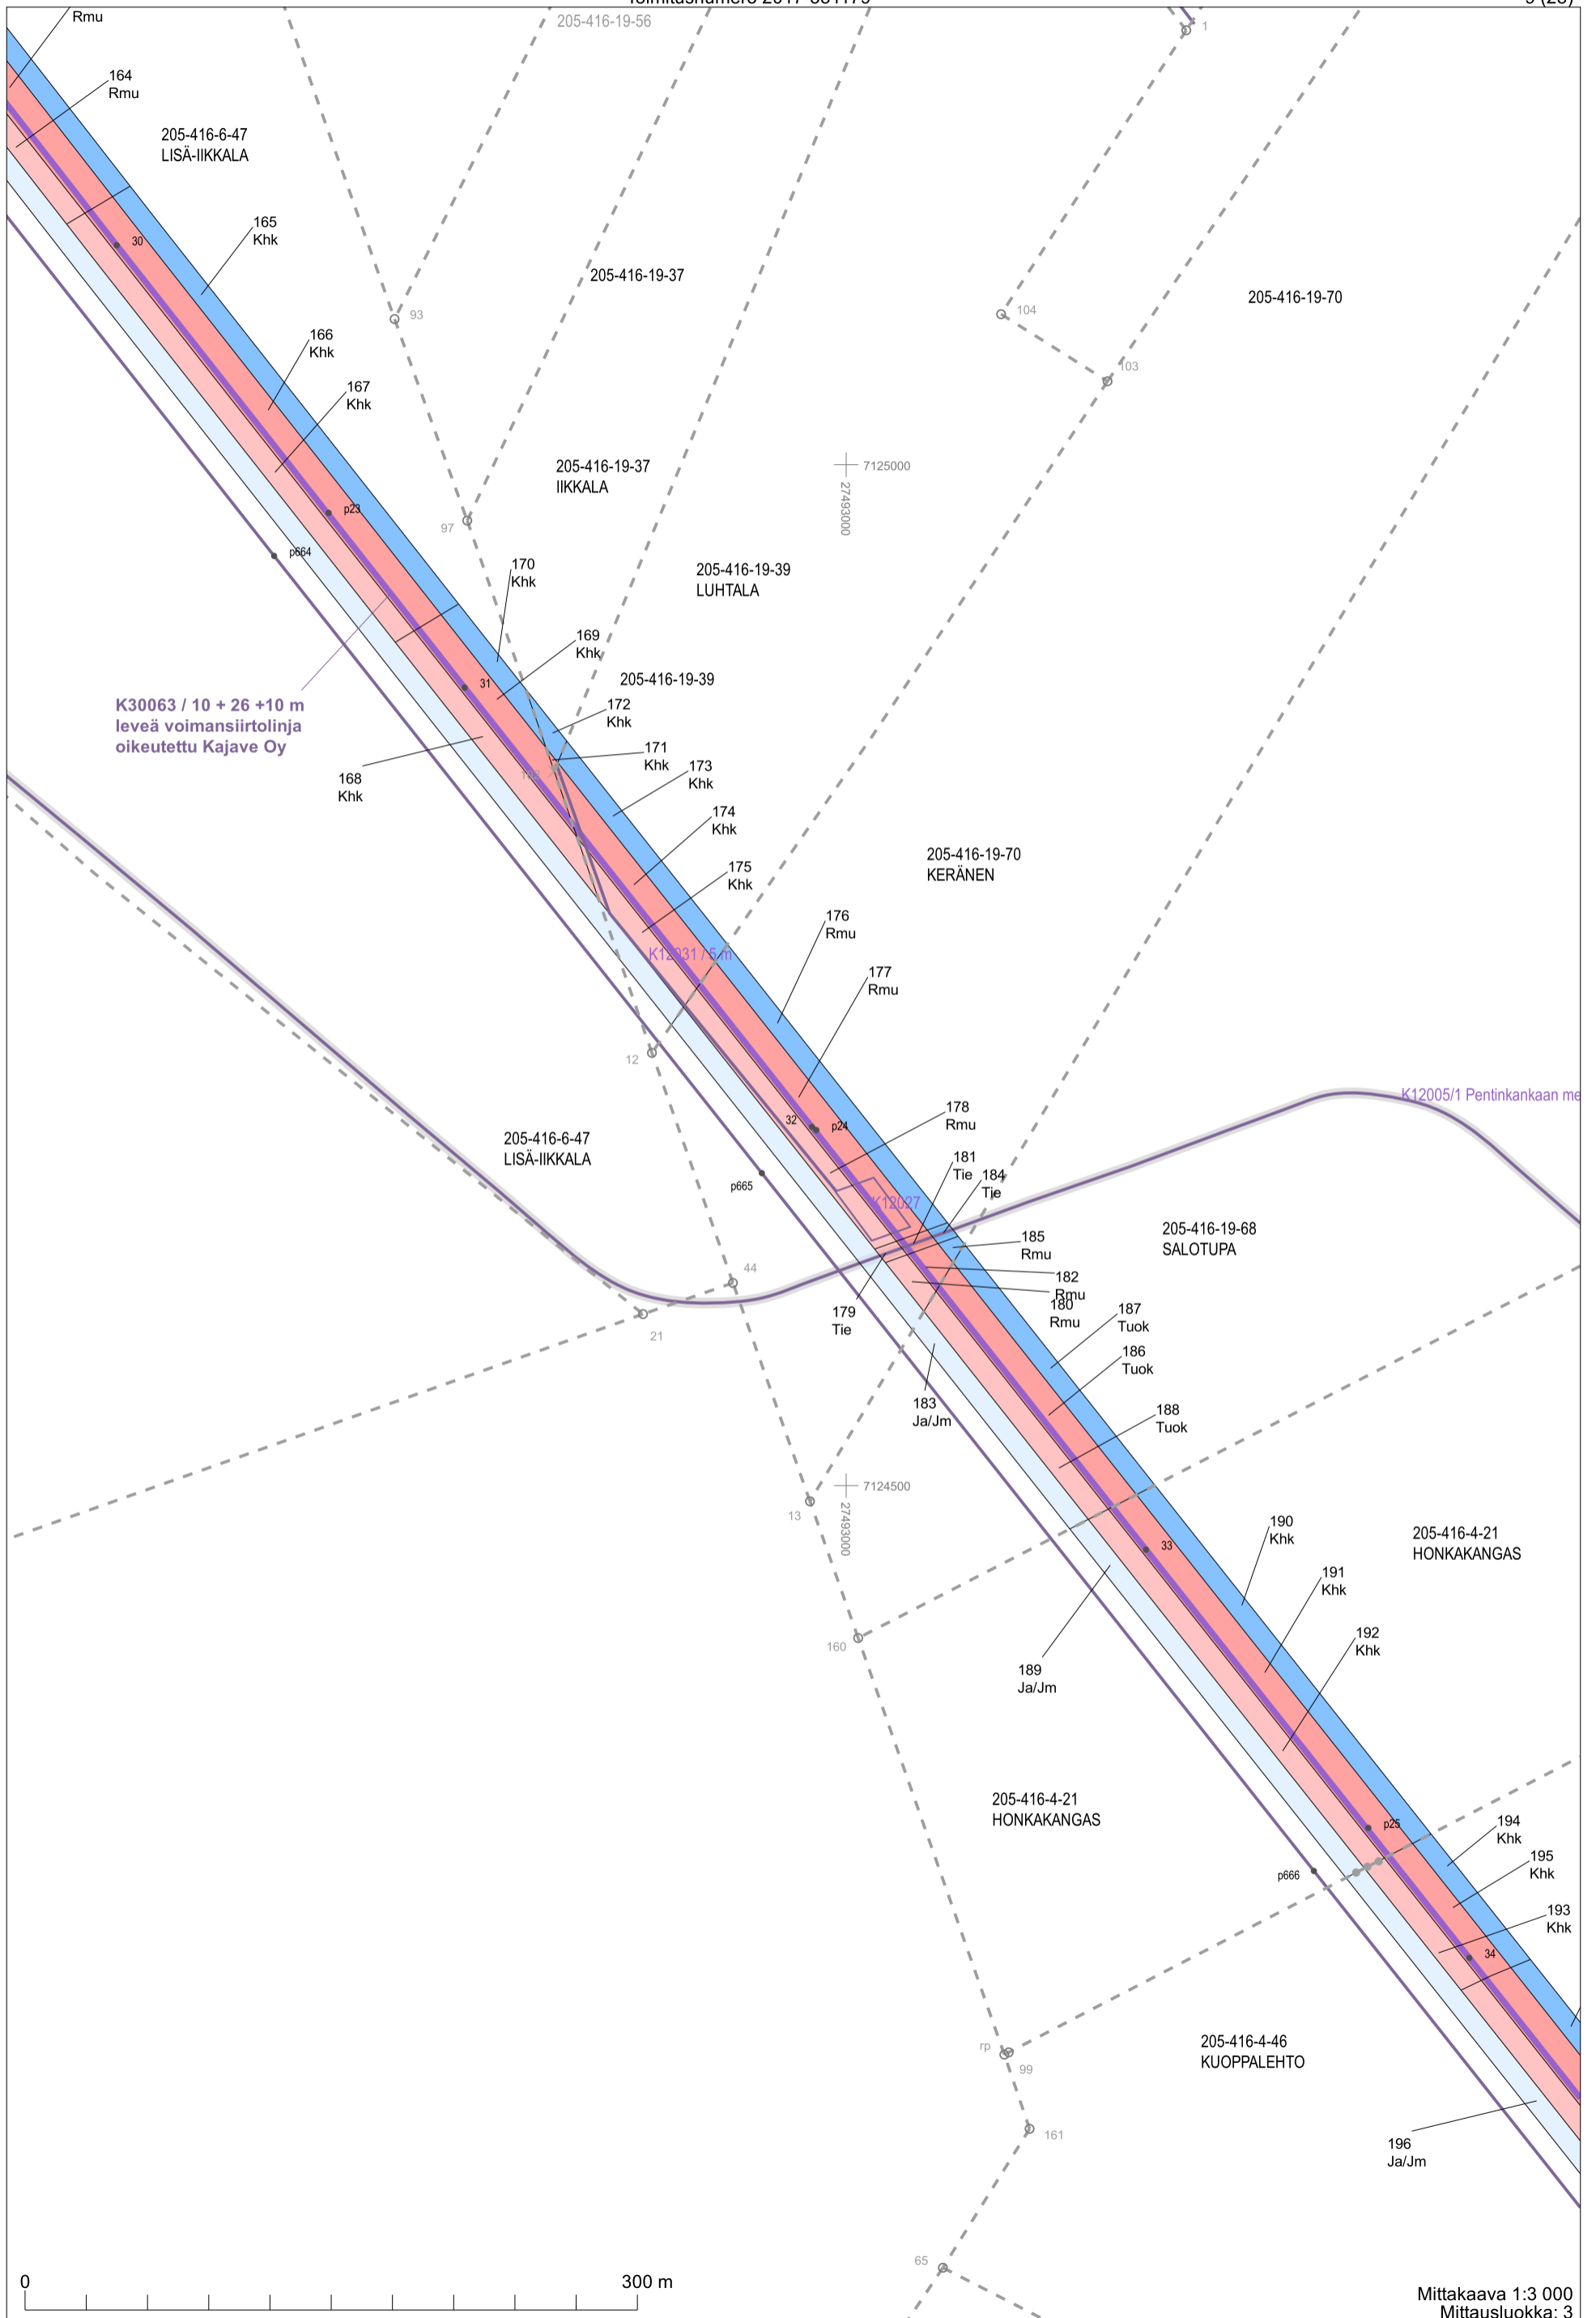 Rmu
205-416-19-56
1
164
Rmu
205-416-6-47
LISÄ-IIKKALA
165
Khk
30
205-416-19-37
205-416-19-70
93
104
166
Khk
103
167
Khk
205-416-19-37
IIKKALA
7125000
27493000
p23
97
p664
170
Khk
205-416-19-39
LUHTALA
169
Khk
31
205-416-19-39
K30063 / 10 + 26 +10 m
leveä voimansiirtolinja
oikeutettu Kajave Oy
172
Khk
171
Khk
168
Khk
173
Khk
174
Khk
175
Khk
205-416-19-70
KERÄNEN
176
Rmu
K12031 / 5 m
177
Rmu
12
K12005/1 Pentinkankaan me
178
Rmu
32
p24
205-416-6-47
LISÄ-IIKKALA
181
Tie
184
Tie
p665
K12027
205-416-19-68
SALOTUPA
185
Rmu
44
182
Rmu
180
Rmu
179
Tie
187
Tuok
21
186
Tuok
183
Ja/Jm
188
Tuok
7124500
27493000
13
190
Khk
33
205-416-4-21
HONKAKANGAS
191
Khk
160
192
Khk
189
Ja/Jm
205-416-4-21
HONKAKANGAS
p25
194
Khk
195
Khk
p666
193
Khk
34
205-416-4-46
KUOPPALEHTO
rp
99
161
196
Ja/Jm
65
0
300 m
Mittakaava 1:3 000
Mittausluokka: 3